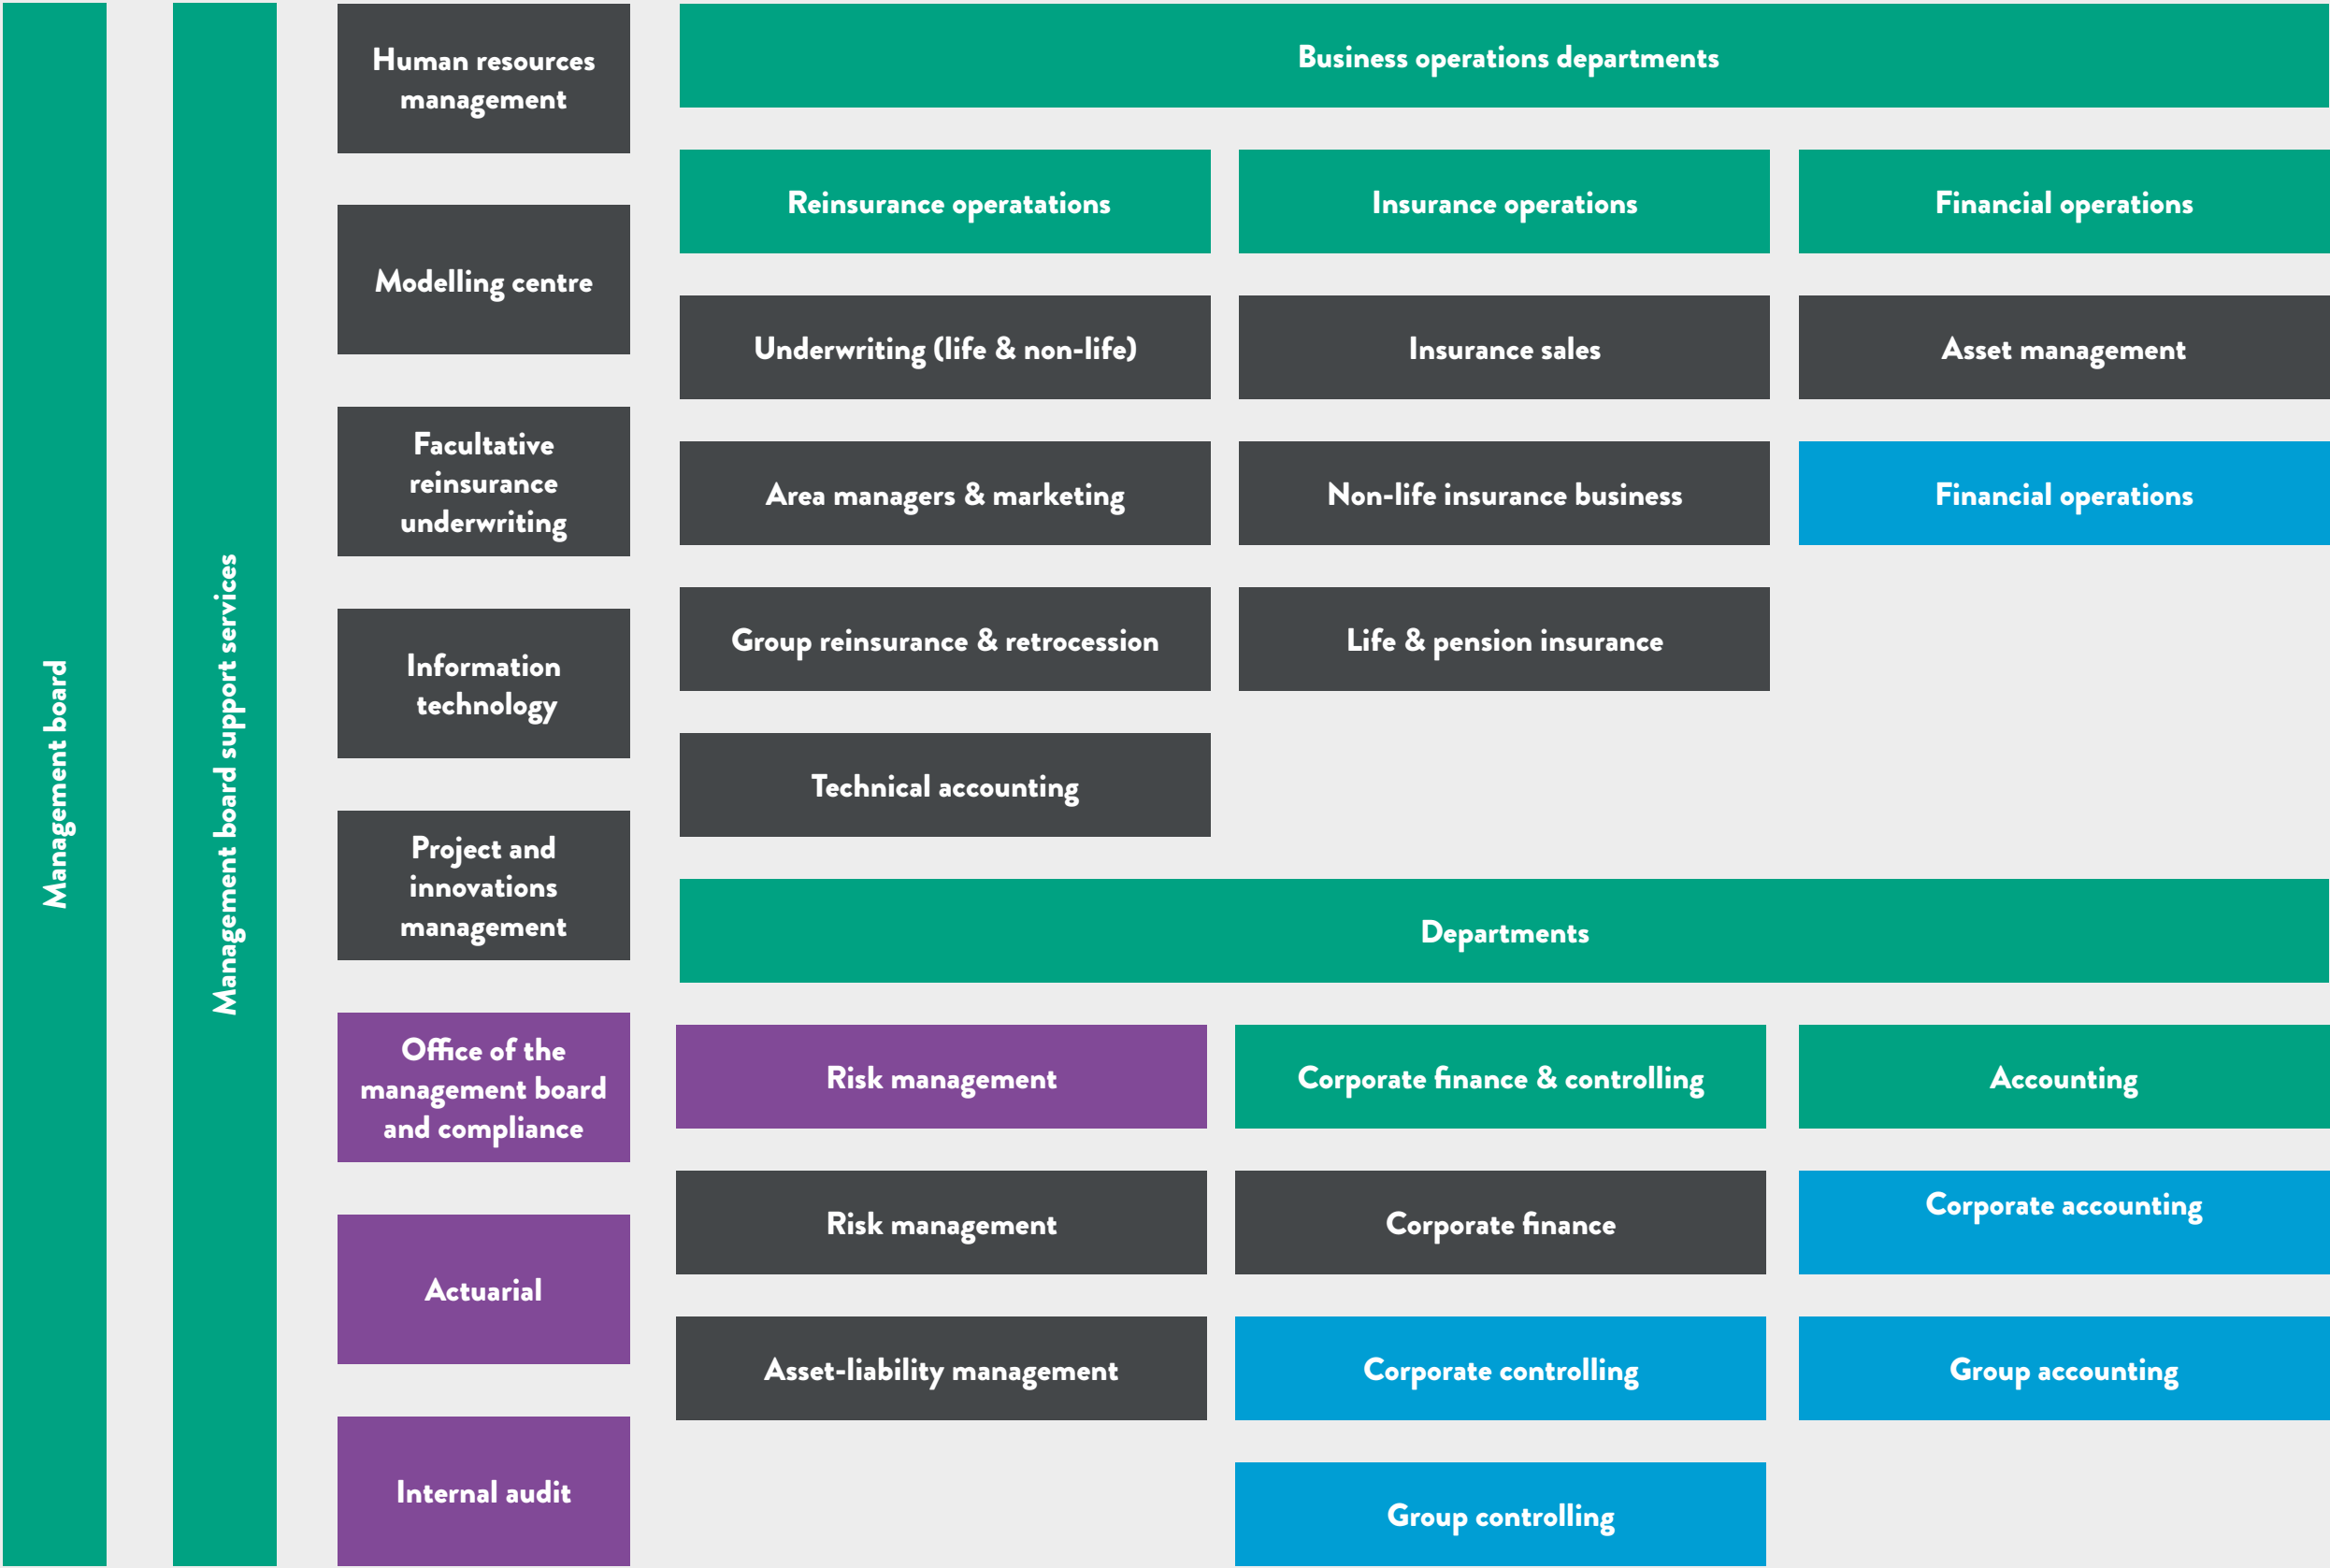 Management board
Management board support services
Human resources
management
Modelling centre
Facultative
reinsurance
underwriting
Information
technology
Project and
innovations
management
Office of the
management board
and compliance
Actuarial
Internal audit
Business operations departments
Reinsurance operatations
Insurance operations
Financial operations
Underwriting (life & non-life)
Insurance sales
Asset management
Area managers & marketing
Non-life insurance business
Financial operations
Group reinsurance & retrocession
Life & pension insurance
Technical accounting
Departments
Risk management
Corporate finance & controlling
Accounting
Risk management
Corporate finance
Corporate accounting
Asset-liability management
Corporate controlling
Group accounting
Group controlling